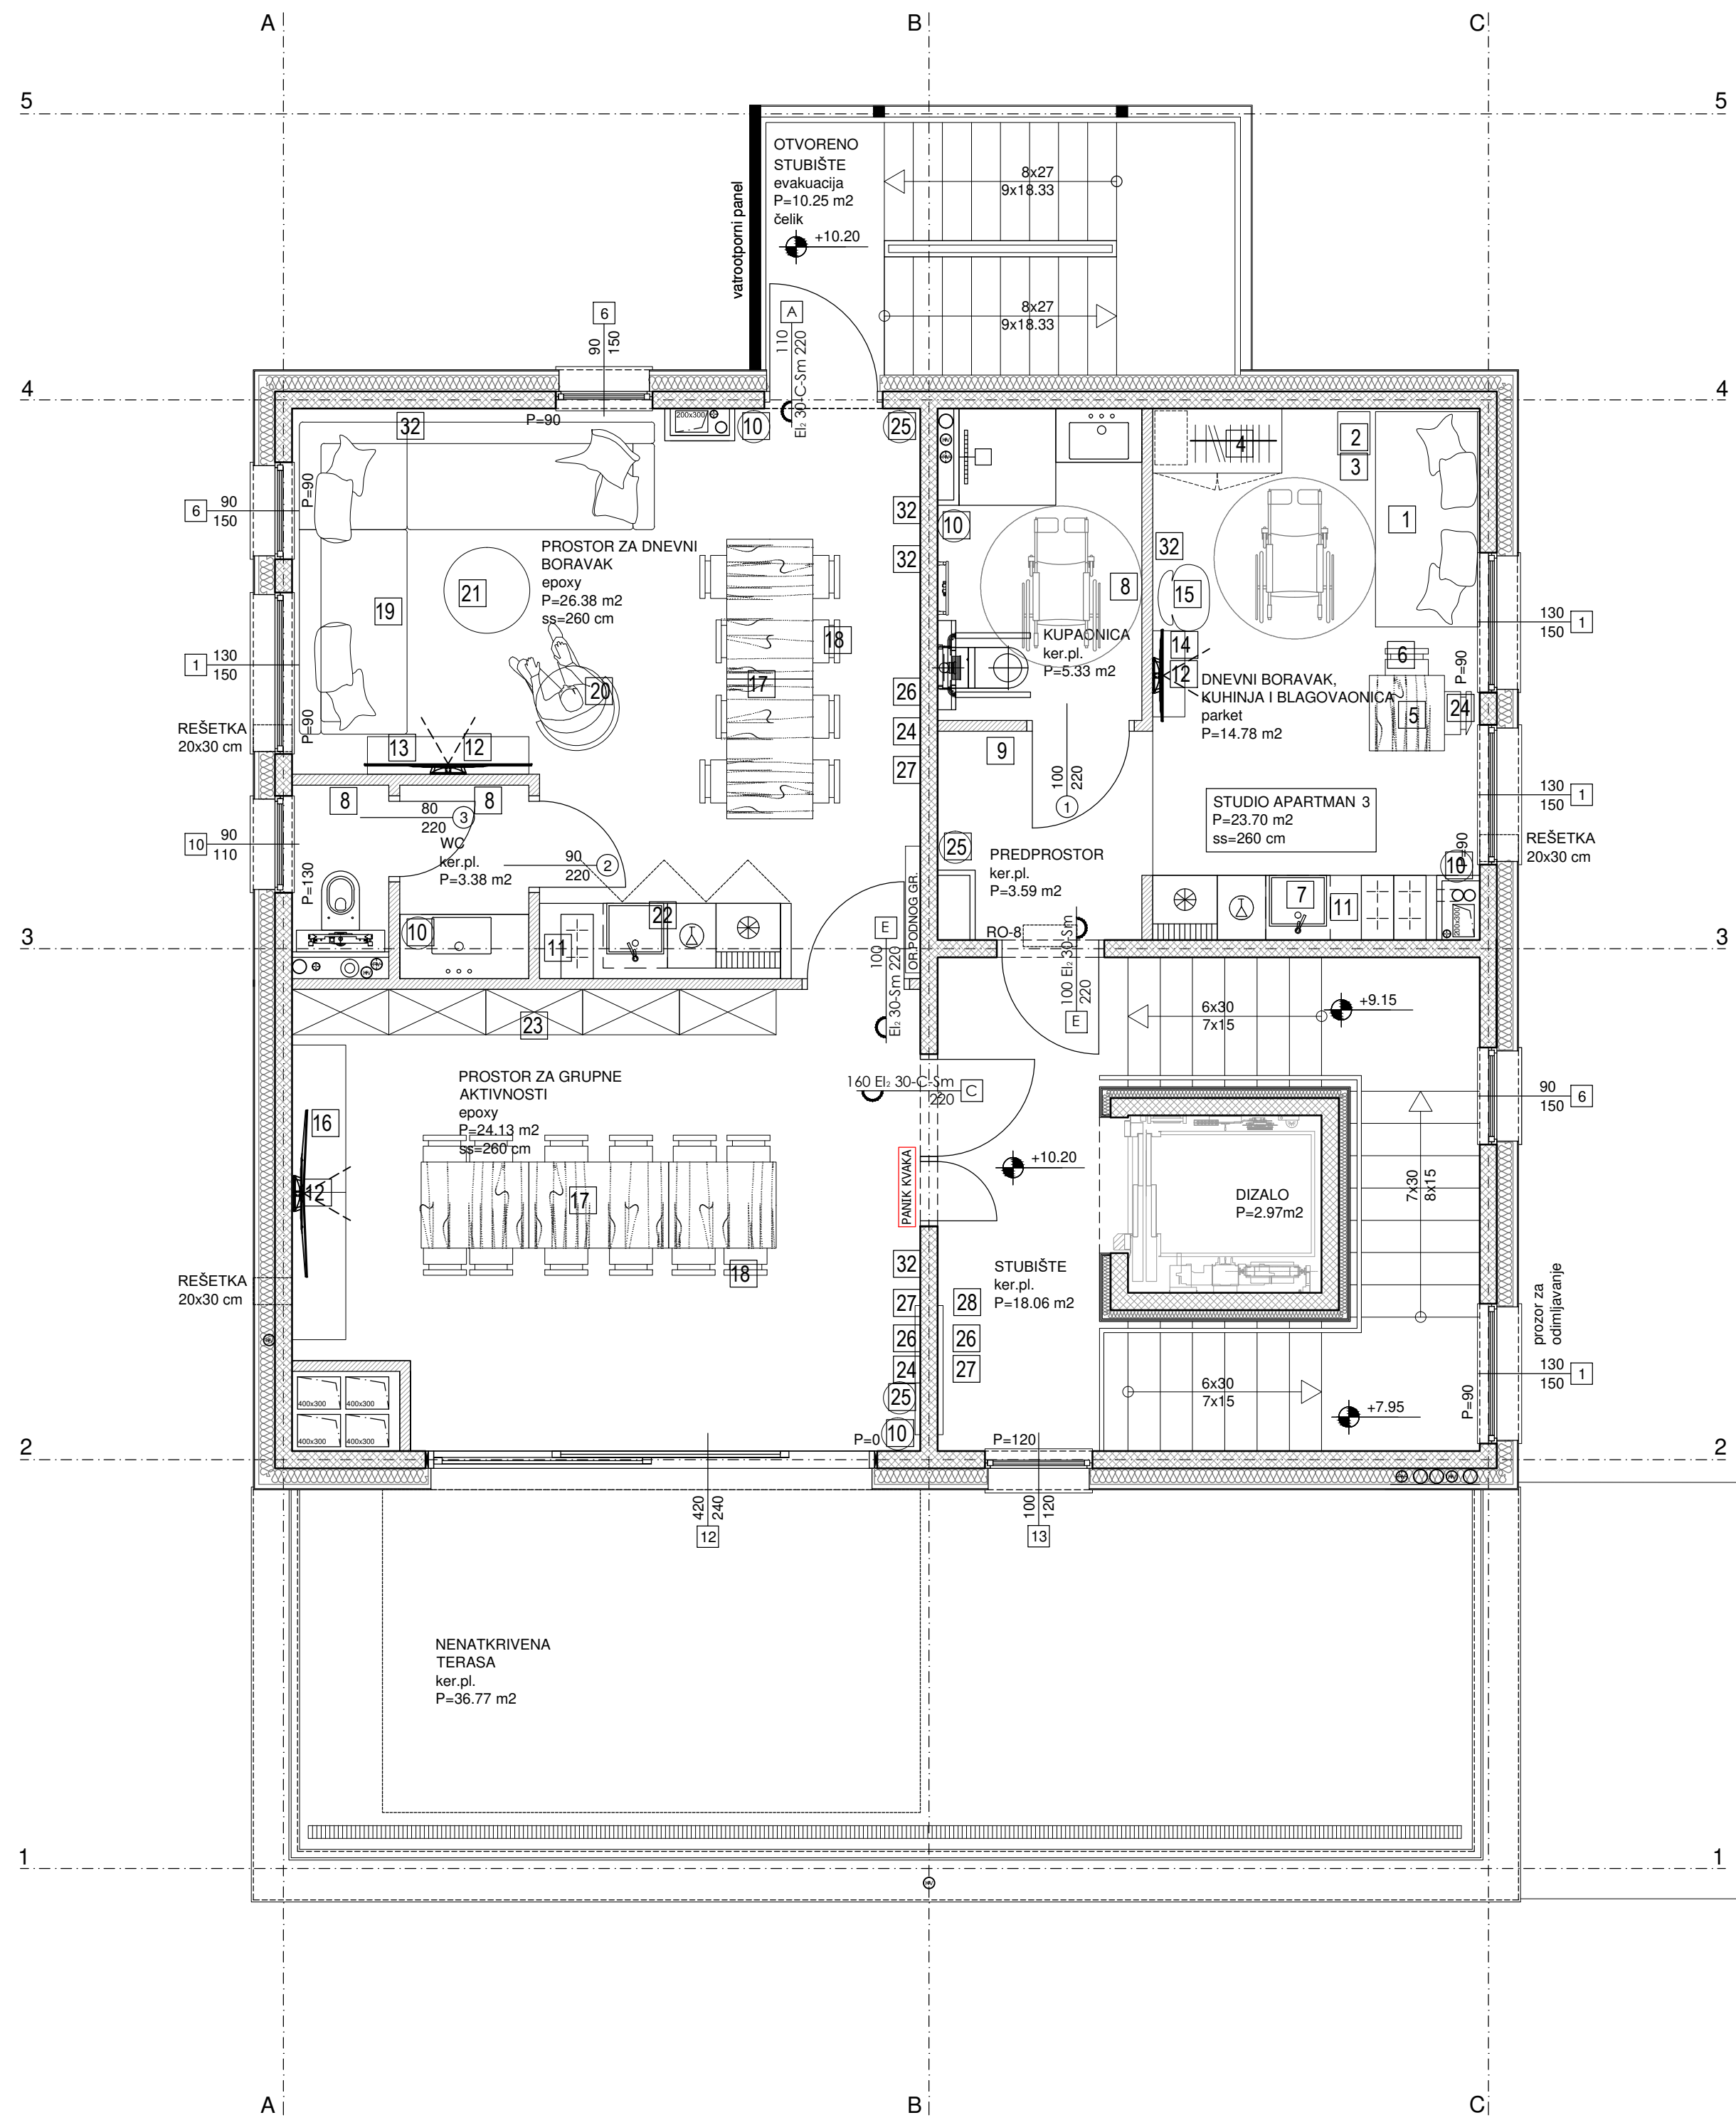 A
B
C
5
5
OTVORENO
STUBIŠTE
evakuacija
P=10.25 m2
čelik
+10.20
vatrootporni panel
8x27
9x18.33
8x27
9x18.33
6
90
150
A
110
EI₂ 30-C-Sm 220
4
4
P=90
32
200x300
10
25
6
90
150
P=90
PROSTOR ZA DNEVNI
BORAVAK
epoxy
P=26.38 m2
ss=260 cm
21
19
20
18
17
32
32
26
24
27
1
130
150
P=90
REŠETKA
20x30 cm
13
12
10
8
KUPAONICA
ker.pl.
P=5.33 m2
9
100
220
1
4
2
3
1
32
15
14
12
6
5
24
P=90
DNEVNI BORAVAK,
KUHINJA I BLAGOVAONICA
parket
P=14.78 m2
130
150
1
130
150
1
STUDIO APARTMAN 3
P=23.70 m2
ss=260 cm
REŠETKA
20x30 cm
P=90
10
8
8
80
220
3
WC
ker.pl.
P=3.38 m2
90
220
2
10
90
110
P=130
10
11
22
25
PREDPROSTOR
ker.pl.
P=3.59 m2
RO-8
7
11
200x300
OR.PODNOG GR.
E
100
EI₂ 30-Sm 220
100 EI₂ 30-Sm
220
E
3
3
23
6x30
7x15
+9.15
PROSTOR ZA GRUPNE
AKTIVNOSTI
epoxy
P=24.13 m2
ss=260 cm
160 EI₂ 30-C-Sm
220
C
90
150
6
16
12
17
18
PANIK KVAKA
+10.20
DIZALO
P=2.97m2
7x30
8x15
REŠETKA
20x30 cm
STUBIŠTE
ker.pl.
P=18.06 m2
32
27
28
26
26
24
27
25
10
prozor za
odimljavanje
130
150
1
P=90
6x30
7x15
+7.95
400x300
400x300
400x300
400x300
P=0
P=120
2
2
420
240
12
100
120
13
NENATKRIVENA
TERASA
ker.pl.
P=36.77 m2
1
1
A
B
C